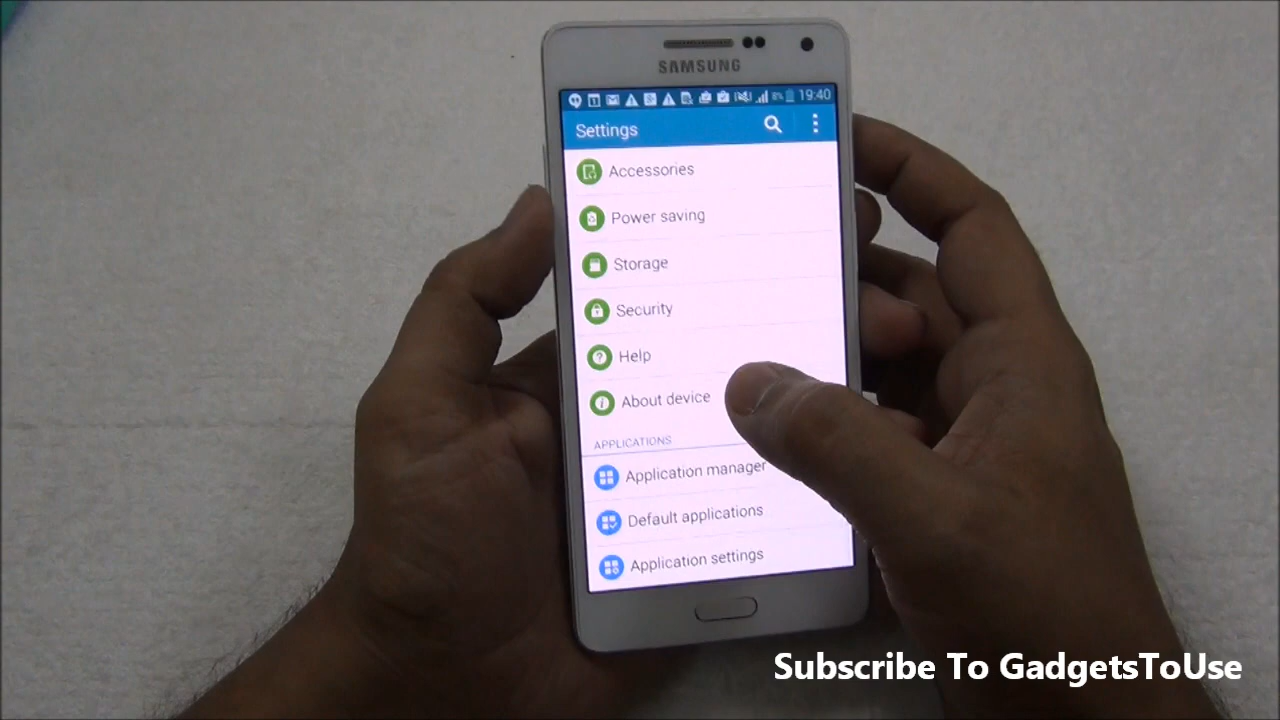 SAMSUNG
8% 19:40
Settings
Accessories
Power saving
Storage
Security
Help
About device
APPLICATIONS
Application manager
Default applications
Application settings
Subscribe To GadgetsToUse